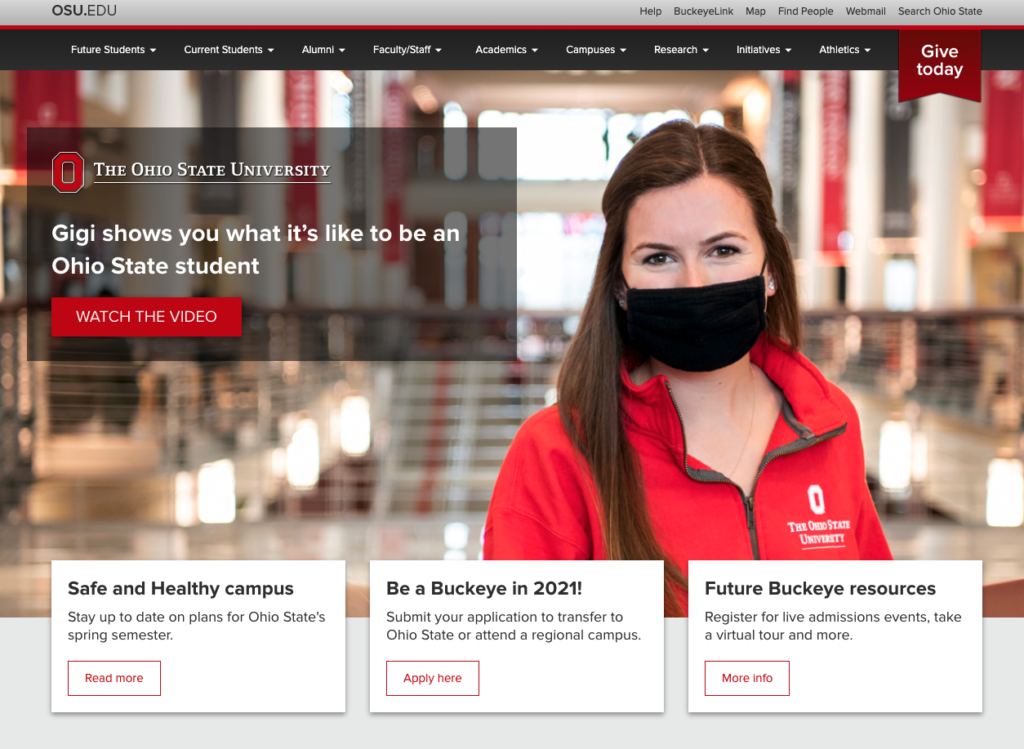 OSU.EDU
Help BuckeyeLink Map Find People Webmail Search Ohio State
Future Students Current Students Alumni Faculty/Staff Academics Campuses Research Initiatives Athletics
Give
today
O THE OHIO STATE UNIVERSITY
Gigi shows you what it’s like to be an
Ohio State student
WATCH THE VIDEO
O
THE OHIO STATE
UNIVERSITY
Safe and Healthy campus
Stay up to date on plans for Ohio State's
spring semester.
Read more
Be a Buckeye in 2021!
Submit your application to transfer to
Ohio State or attend a regional campus.
Apply here
Future Buckeye resources
Register for live admissions events, take
a virtual tour and more.
More info